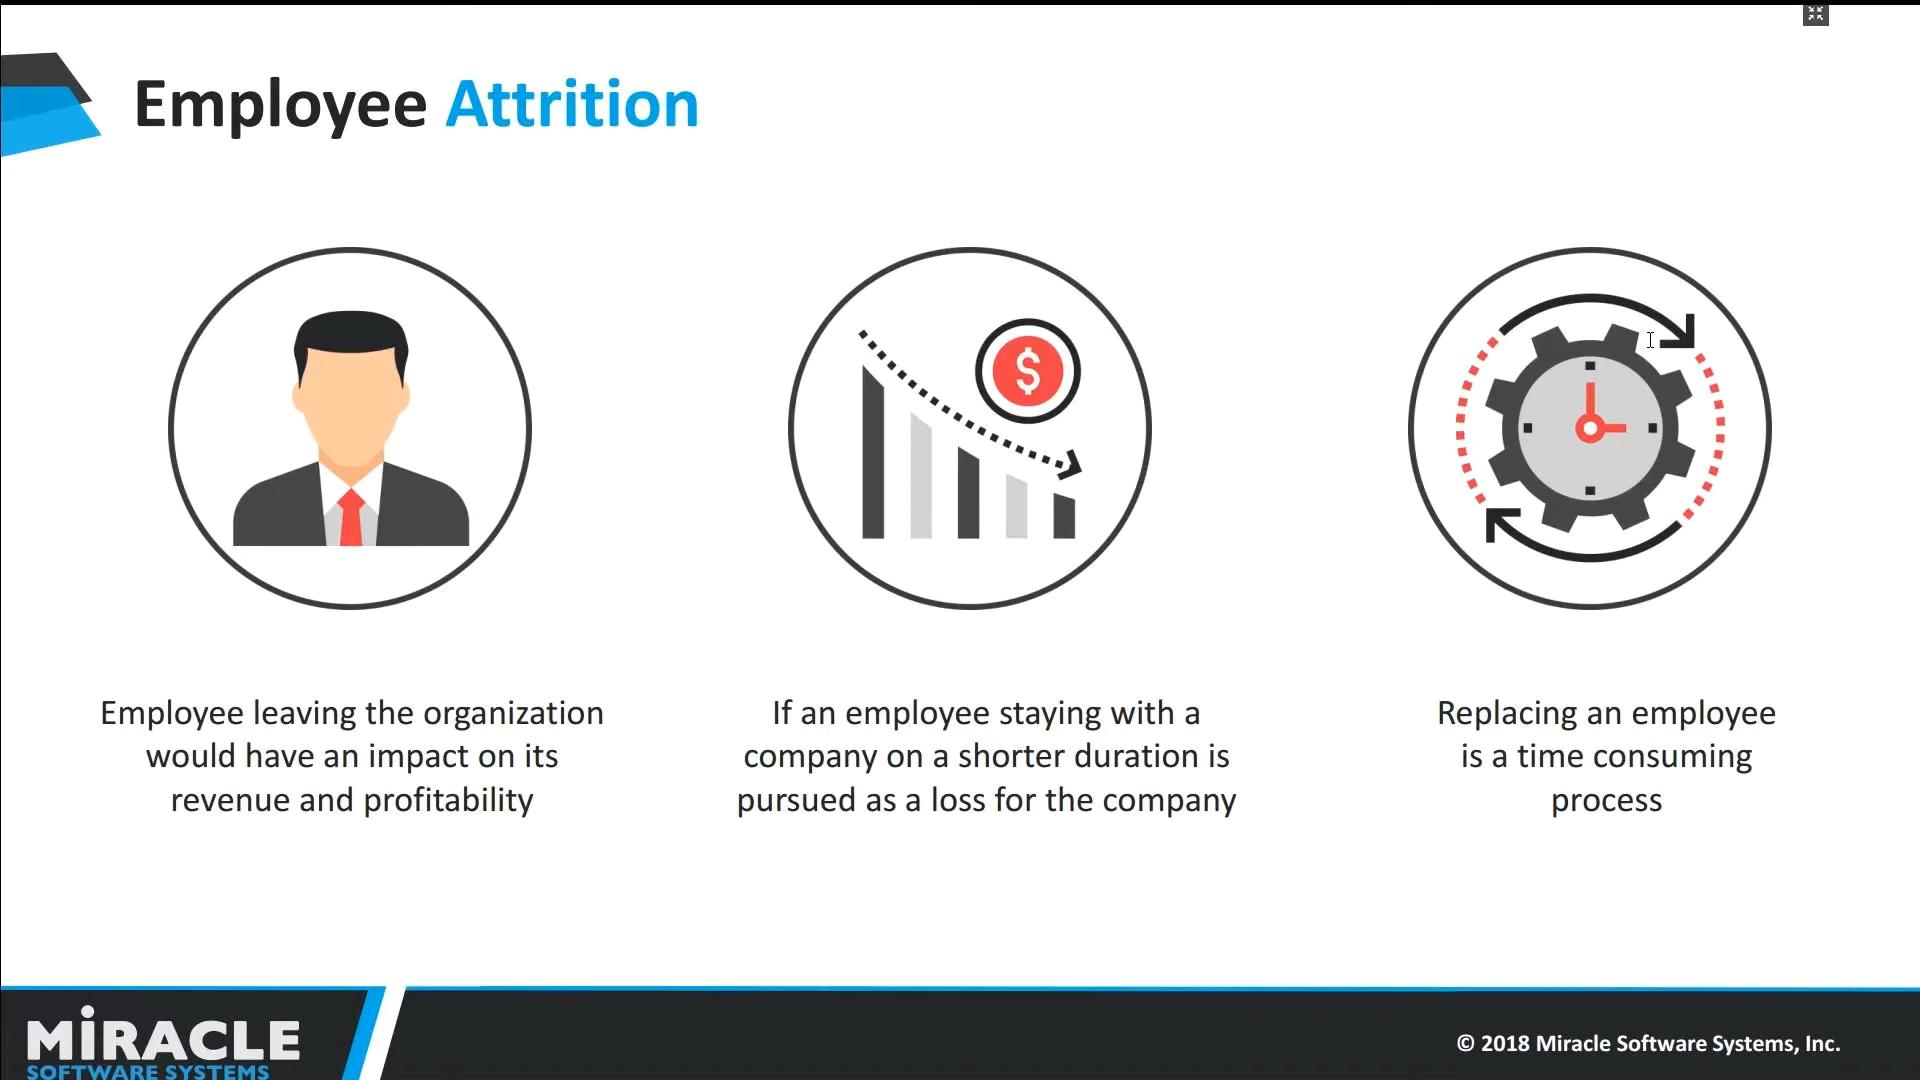 Employee Attrition
$
Employee leaving the organization
would have an impact on its
revenue and profitability
If an employee staying with a
company on a shorter duration is
pursued as a loss for the company
Replacing an employee
is a time consuming
process
MiRACLE
SOFTWARE SYSTEMS
© 2018 Miracle Software Systems, Inc.